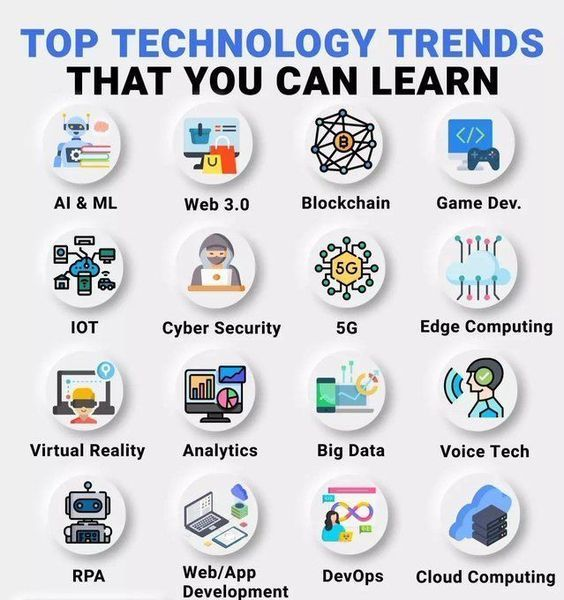 TOP TECHNOLOGY TRENDS
THAT YOU CAN LEARN
AI & ML
Web 3.0
Blockchain
Game Dev.
IOT
Cyber Security
5G
5G
Edge Computing
Virtual Reality
Analytics
Big Data
Voice Tech
RPA
Web/App
Development
DevOps
Cloud Computing